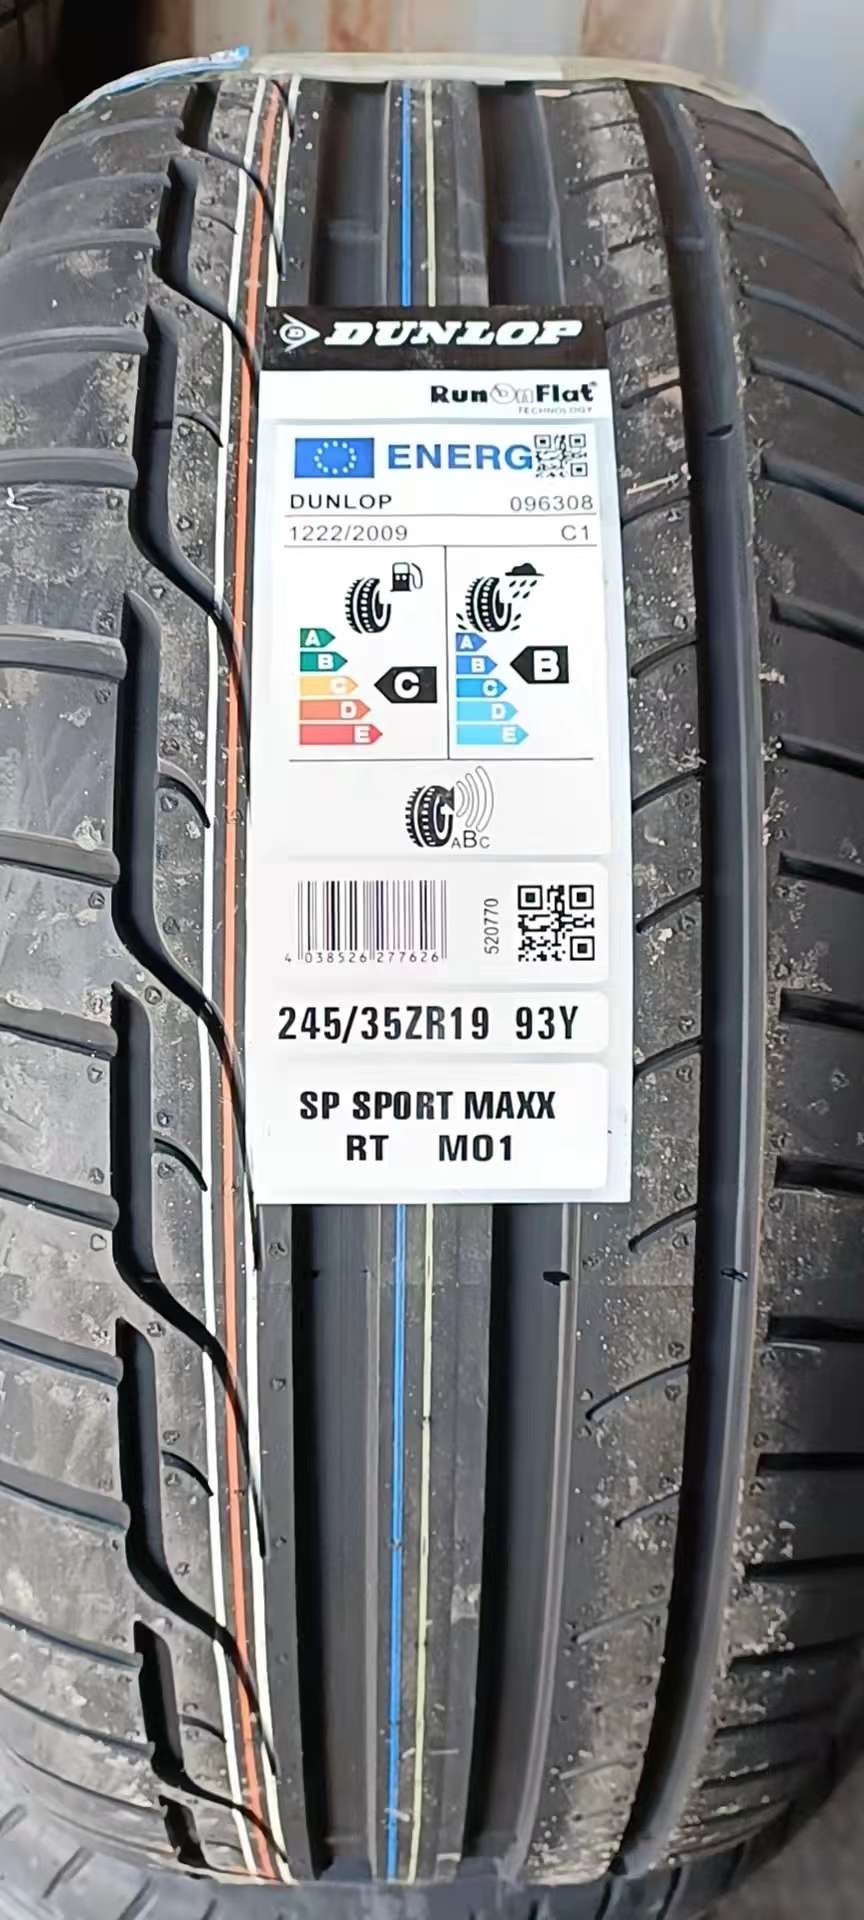 DUNLOP
RunOnFlat
TECHNOLOGY
ENERG
DUNLOP 096308
1222/2009 C1
A
B
C
D
E
C
A
B
C
D
E
B
ABC
4 038526 277626
520770
245/35ZR19 93Y
SP SPORT MAXX
RT MO1